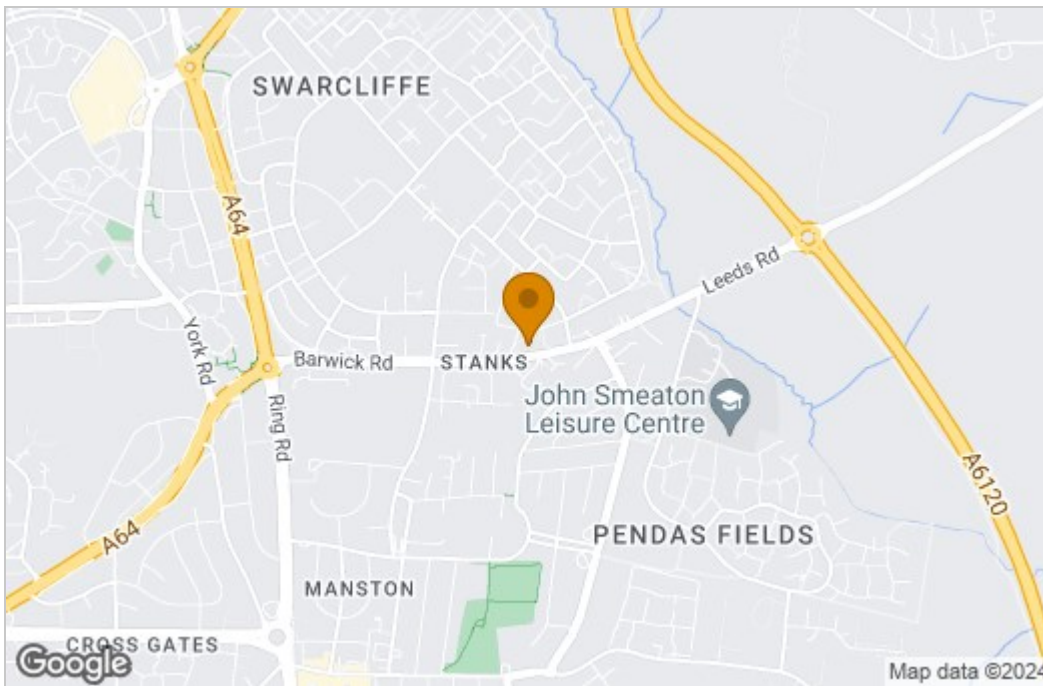 SWARCLIFFE
A64
Leeds Rd
York Rd
Barwick Rd
STANKS
Ring Rd
John Smeaton
Leisure Centre
A6120
A64
PENDAS FIELDS
MANSTON
CROSS GATES
Google
Map data ©2024